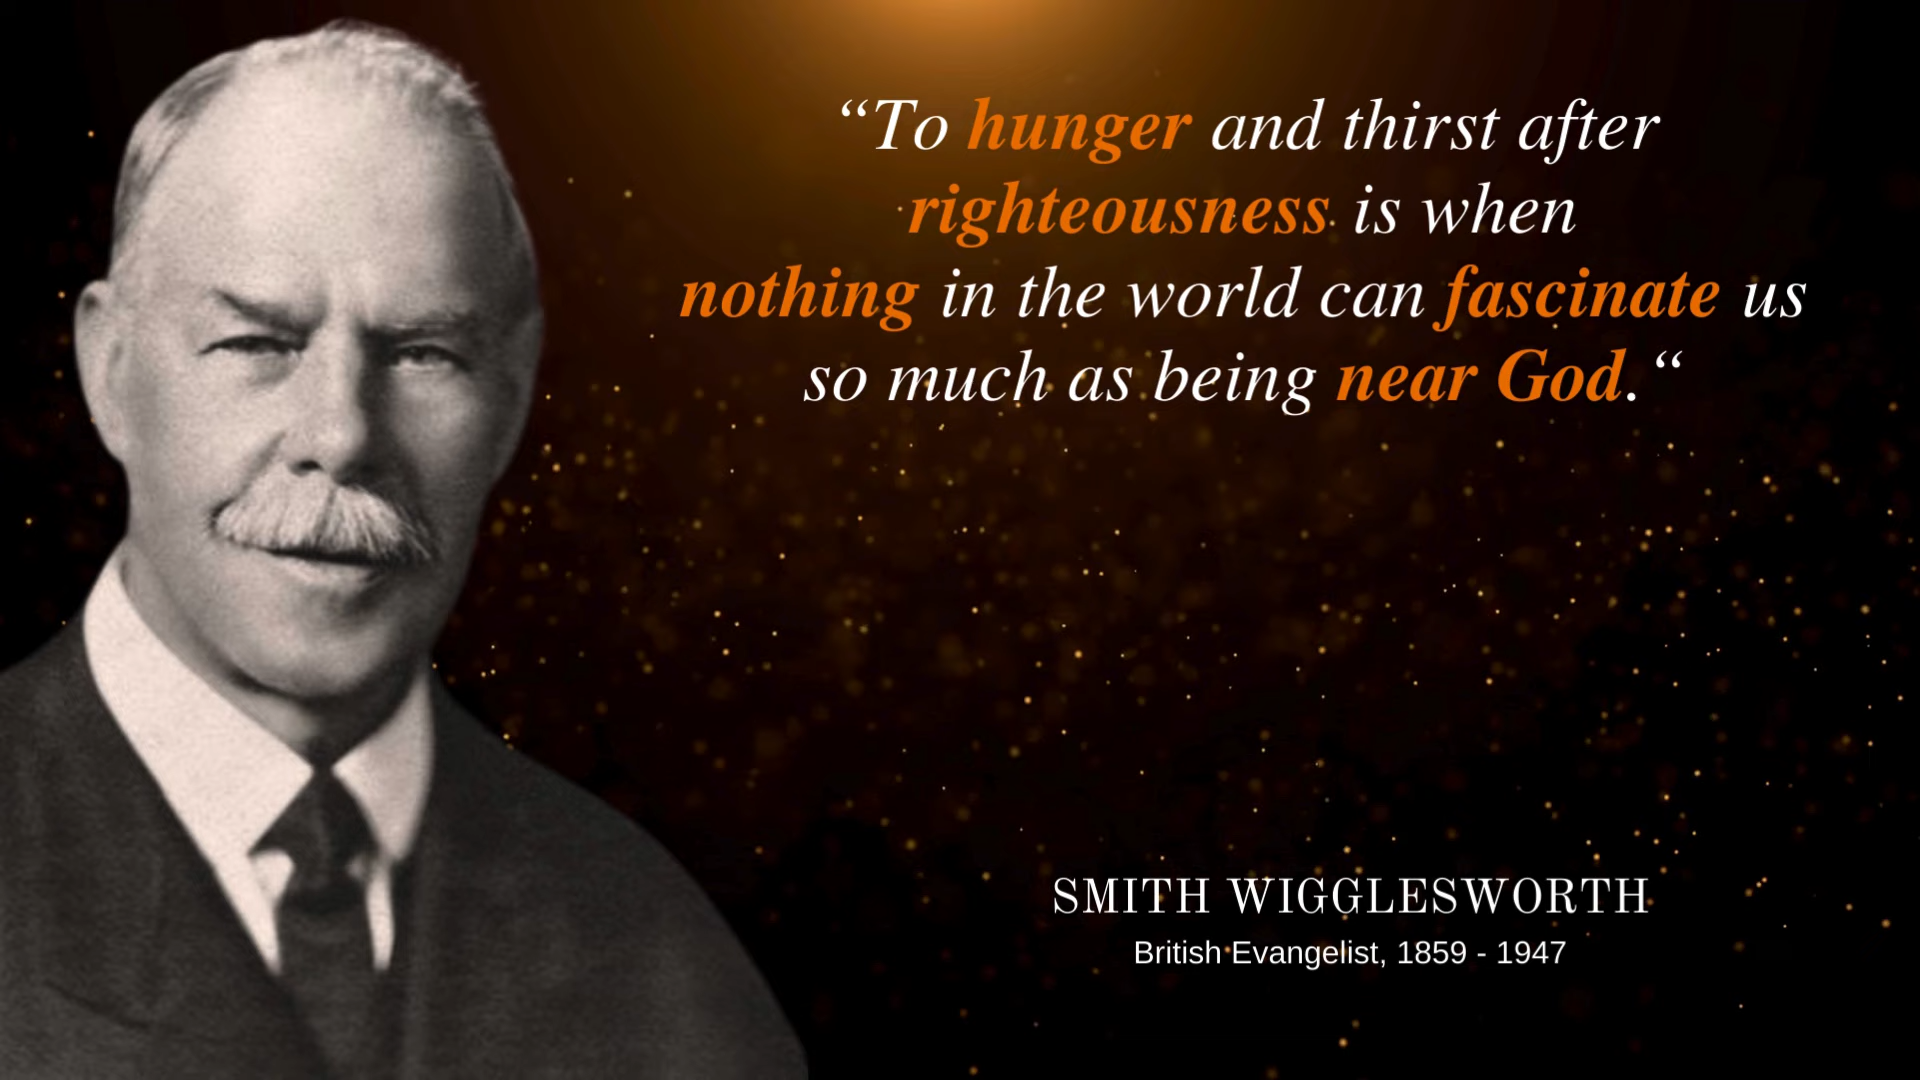 “To hunger and thirst after
righteousness is when
nothing in the world can fascinate us
so much as being near God.“
SMITH WIGGLESWORTH
British Evangelist, 1859 - 1947